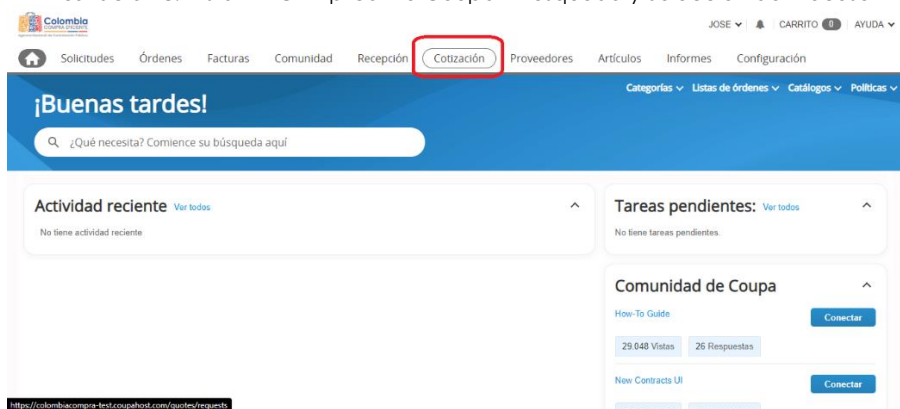 Colombia
COMPRA EFICIENTE
JOSE
CARRITO 0
AYUDA
Solicitudes Órdenes Facturas Comunidad Recepción Cotización Proveedores Artículos Informes Configuración
Categorías Listas de órdenes Catálogos Políticas
¡Buenas tardes!
¿Qué necesita? Comience su búsqueda aquí
Actividad reciente Ver todos
No tiene actividad reciente
Tareas pendientes: Ver todos
No tiene tareas pendientes.
Comunidad de Coupa
How-To Guide
Conectar
29.048 Vistas 26 Respuestas
New Contracts UI
Conectar
https://colombiacompra-test.coupahost.com/quotes/requests